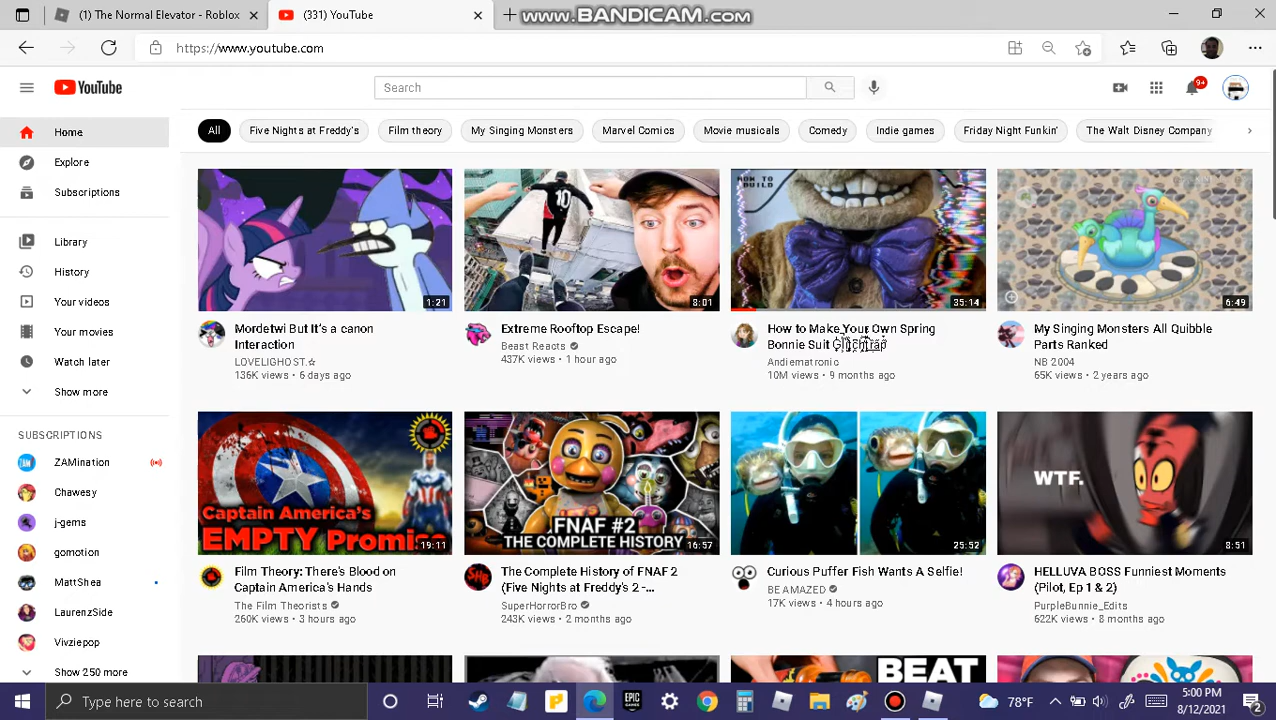 The Normal Elevator - Roblox
(331) YouTube
www.BANDICAM.com
https://www.youtube.com
YouTube
Search
9+
Home
Explore
Subscriptions
Library
History
Your videos
Your movies
Watch later
Show more
SUBSCRIPTIONS
ZAMination
Chawesy
j-gems
gomotion
MattShea
LaurenzSide
Vivziepop
Show 250 more
All
Five Nights at Freddy's
Film theory
My Singing Monsters
Marvel Comics
Movie musicals
Comedy
Indie games
Friday Night Funkin'
The Walt Disney Company
1:21
Mordetwi But It's a canon
Interaction
LOVELIGHOST.☆
136K views • 6 days ago
10
8:01
Extreme Rooftop Escape!
Beast Reacts
437K views • 1 hour ago
HOW TO
BUILD
35:14
How to Make Your Own Spring
Bonnie Suit Glitchtrap
Andiematronic
10M views • 9 months ago
6:49
My Singing Monsters All Quibble
Parts Ranked
NB 2004
65K views • 2 years ago
Captain America's
EMPTY Promise
19:11
Film Theory: There's Blood on
Captain America's Hands
The Film Theorists
260K views • 3 hours ago
FNAF #2
THE COMPLETE HISTORY
16:57
SHB
The Complete History of FNAF 2
(Five Nights at Freddy's 2 -...
SuperHorrorBro
243K views • 2 months ago
25:52
Curious Puffer Fish Wants A Selfie!
BE AMAZED
17K views • 4 hours ago
WTF.
8:51
HELLUVA BOSS Funniest Moments
(Pilot, Ep 1 & 2)
PurpleBunnie_Edits
622K views • 8 months ago
BEAT
Type here to search
EPIC
GAMES
78°F
5:00 PM
8/12/2021
2